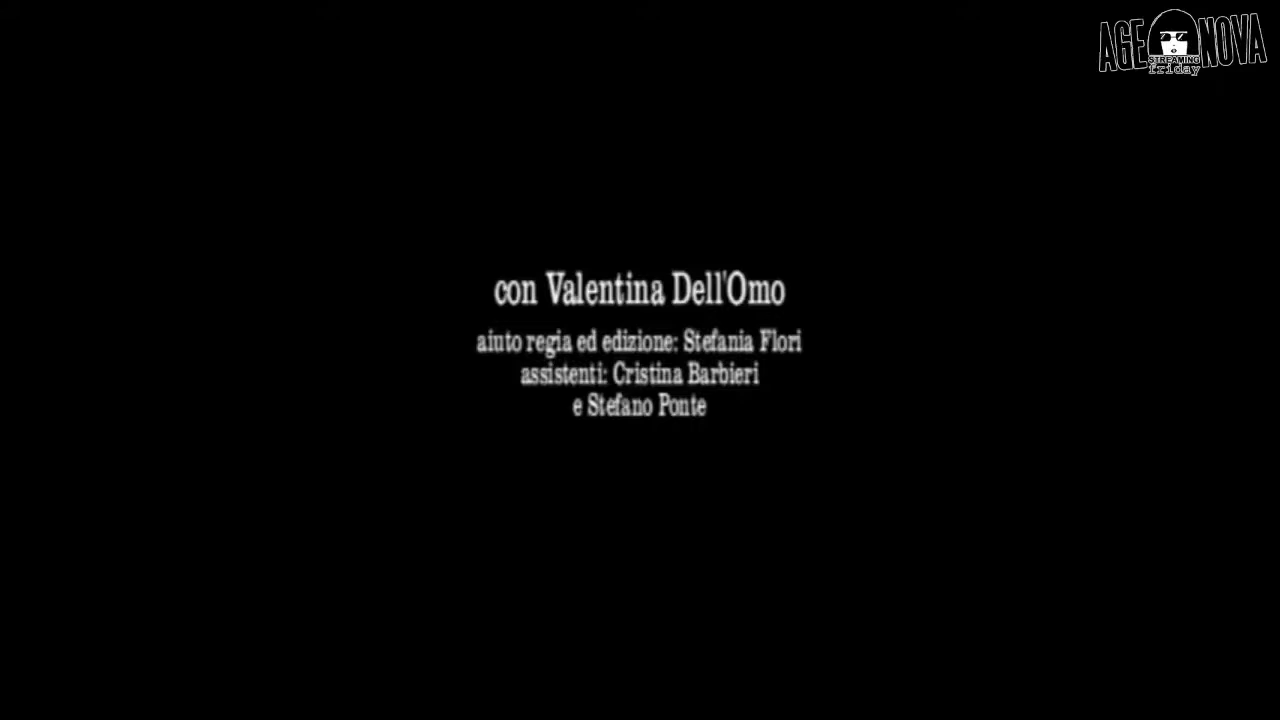 AGE NOVA
STREAMING
friday
con Valentina Dell'Omo
aiuto regia ed edizione: Stefania Flori
assistenti: Cristina Barbieri
e Stefano Ponte